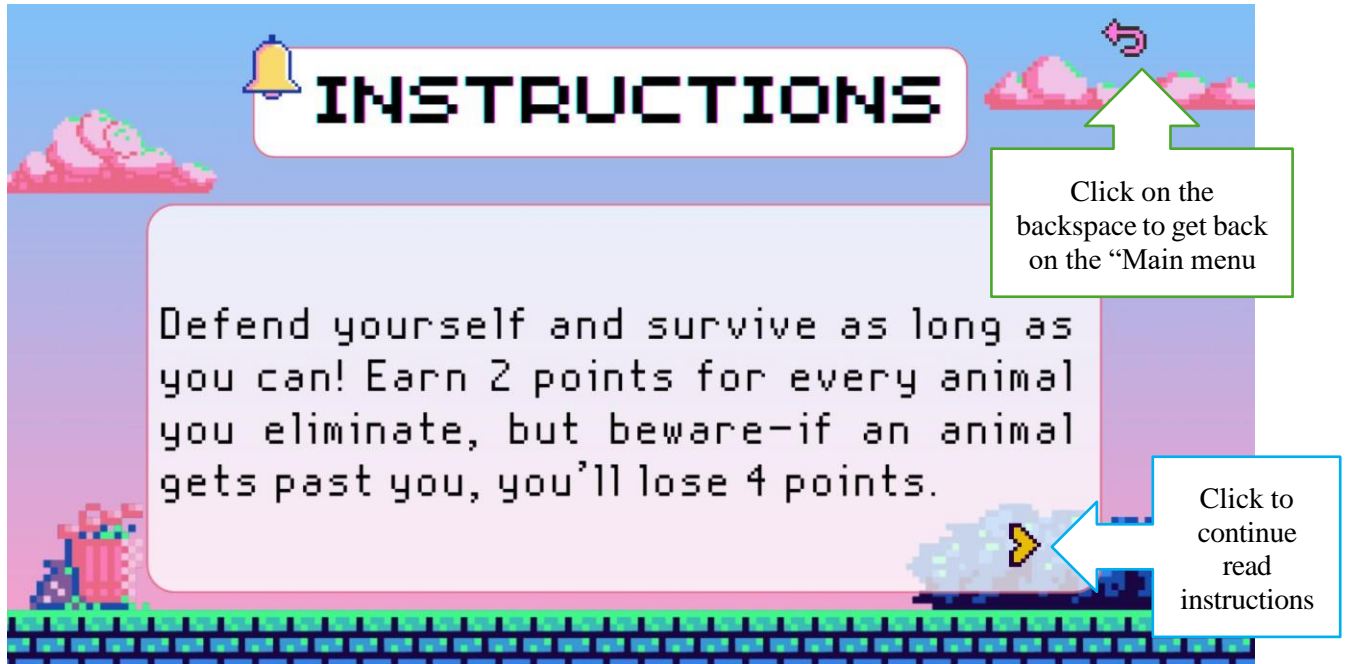 INSTRUCTIONS
Click on the
backspace to get back
on the “Main menu
Defend yourself and survive as long as
you can! Earn 2 points for every animal
you eliminate, but beware—if an animal
gets past you, you’ll lose 4 points.
Click to
continue
read
instructions